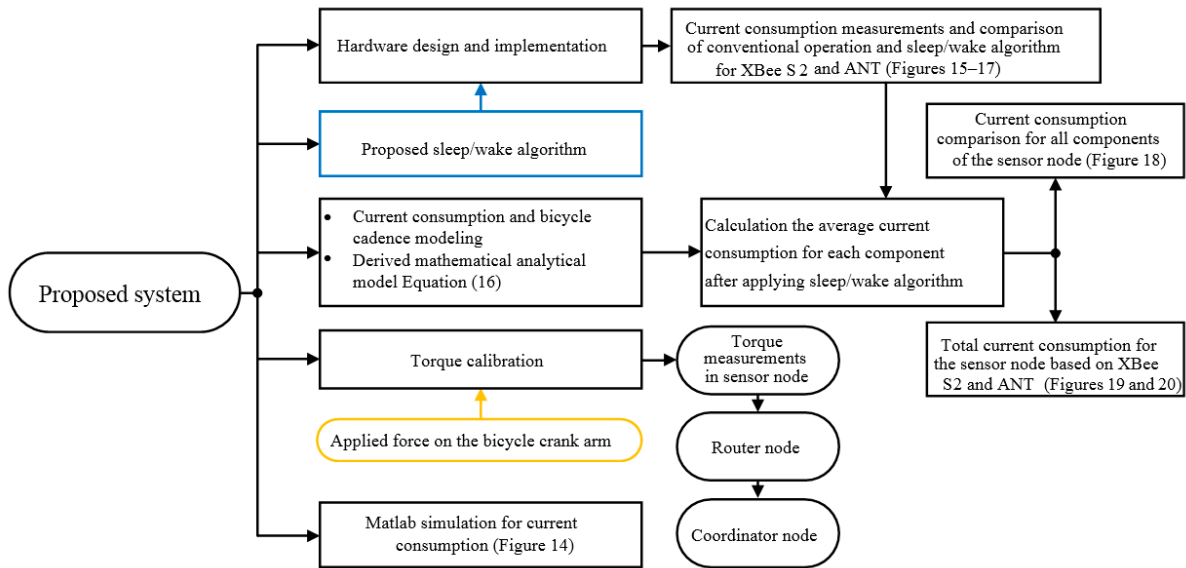 Proposed system
Hardware design and implementation
Proposed sleep/wake algorithm
• Current consumption and bicycle
cadence modeling
• Derived mathematical analytical
model Equation (16)
Torque calibration
Applied force on the bicycle crank arm
Matlab simulation for current
consumption (Figure 14)
Current consumption measurements and comparison
of conventional operation and sleep/wake algorithm
for XBee S 2 and ANT (Figures 15–17)
Calculation the average current
consumption for each component
after applying sleep/wake algorithm
Torque
measurements
in sensor node
Router node
Coordinator node
Current consumption
comparison for all components
of the sensor node (Figure 18)
Total current consumption for
the sensor node based on XBee
S2 and ANT (Figures 19 and 20)